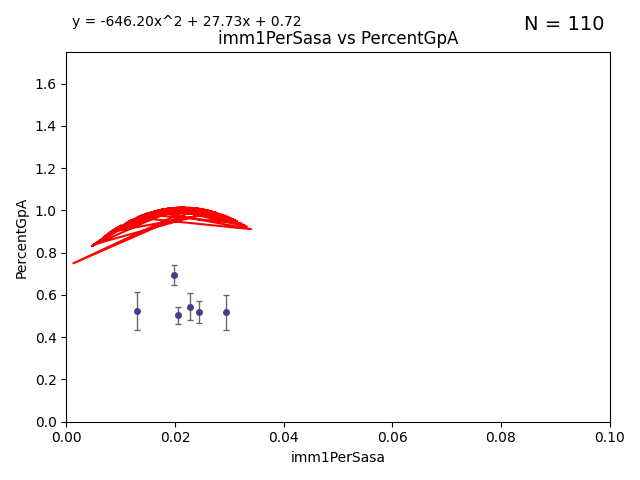 y = -646.20x^2 + 27.73x + 0.72
N = 110
imm1PerSasa vs PercentGpA
PercentGpA
1.6
1.4
1.2
1.0
0.8
0.6
0.4
0.2
0.0
0.00 0.02 0.04 0.06 0.08 0.10
imm1PerSasa